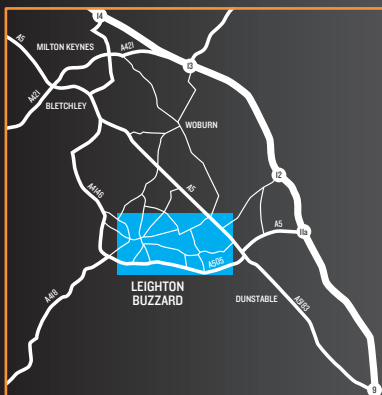 14
A5
MILTON KEYNES
A421
13
A421
BLETCHLEY
WOBURN
12
A4146
A5
A5
11a
A505
LEIGHTON
BUZZARD
DUNSTABLE
A5183
A418
9